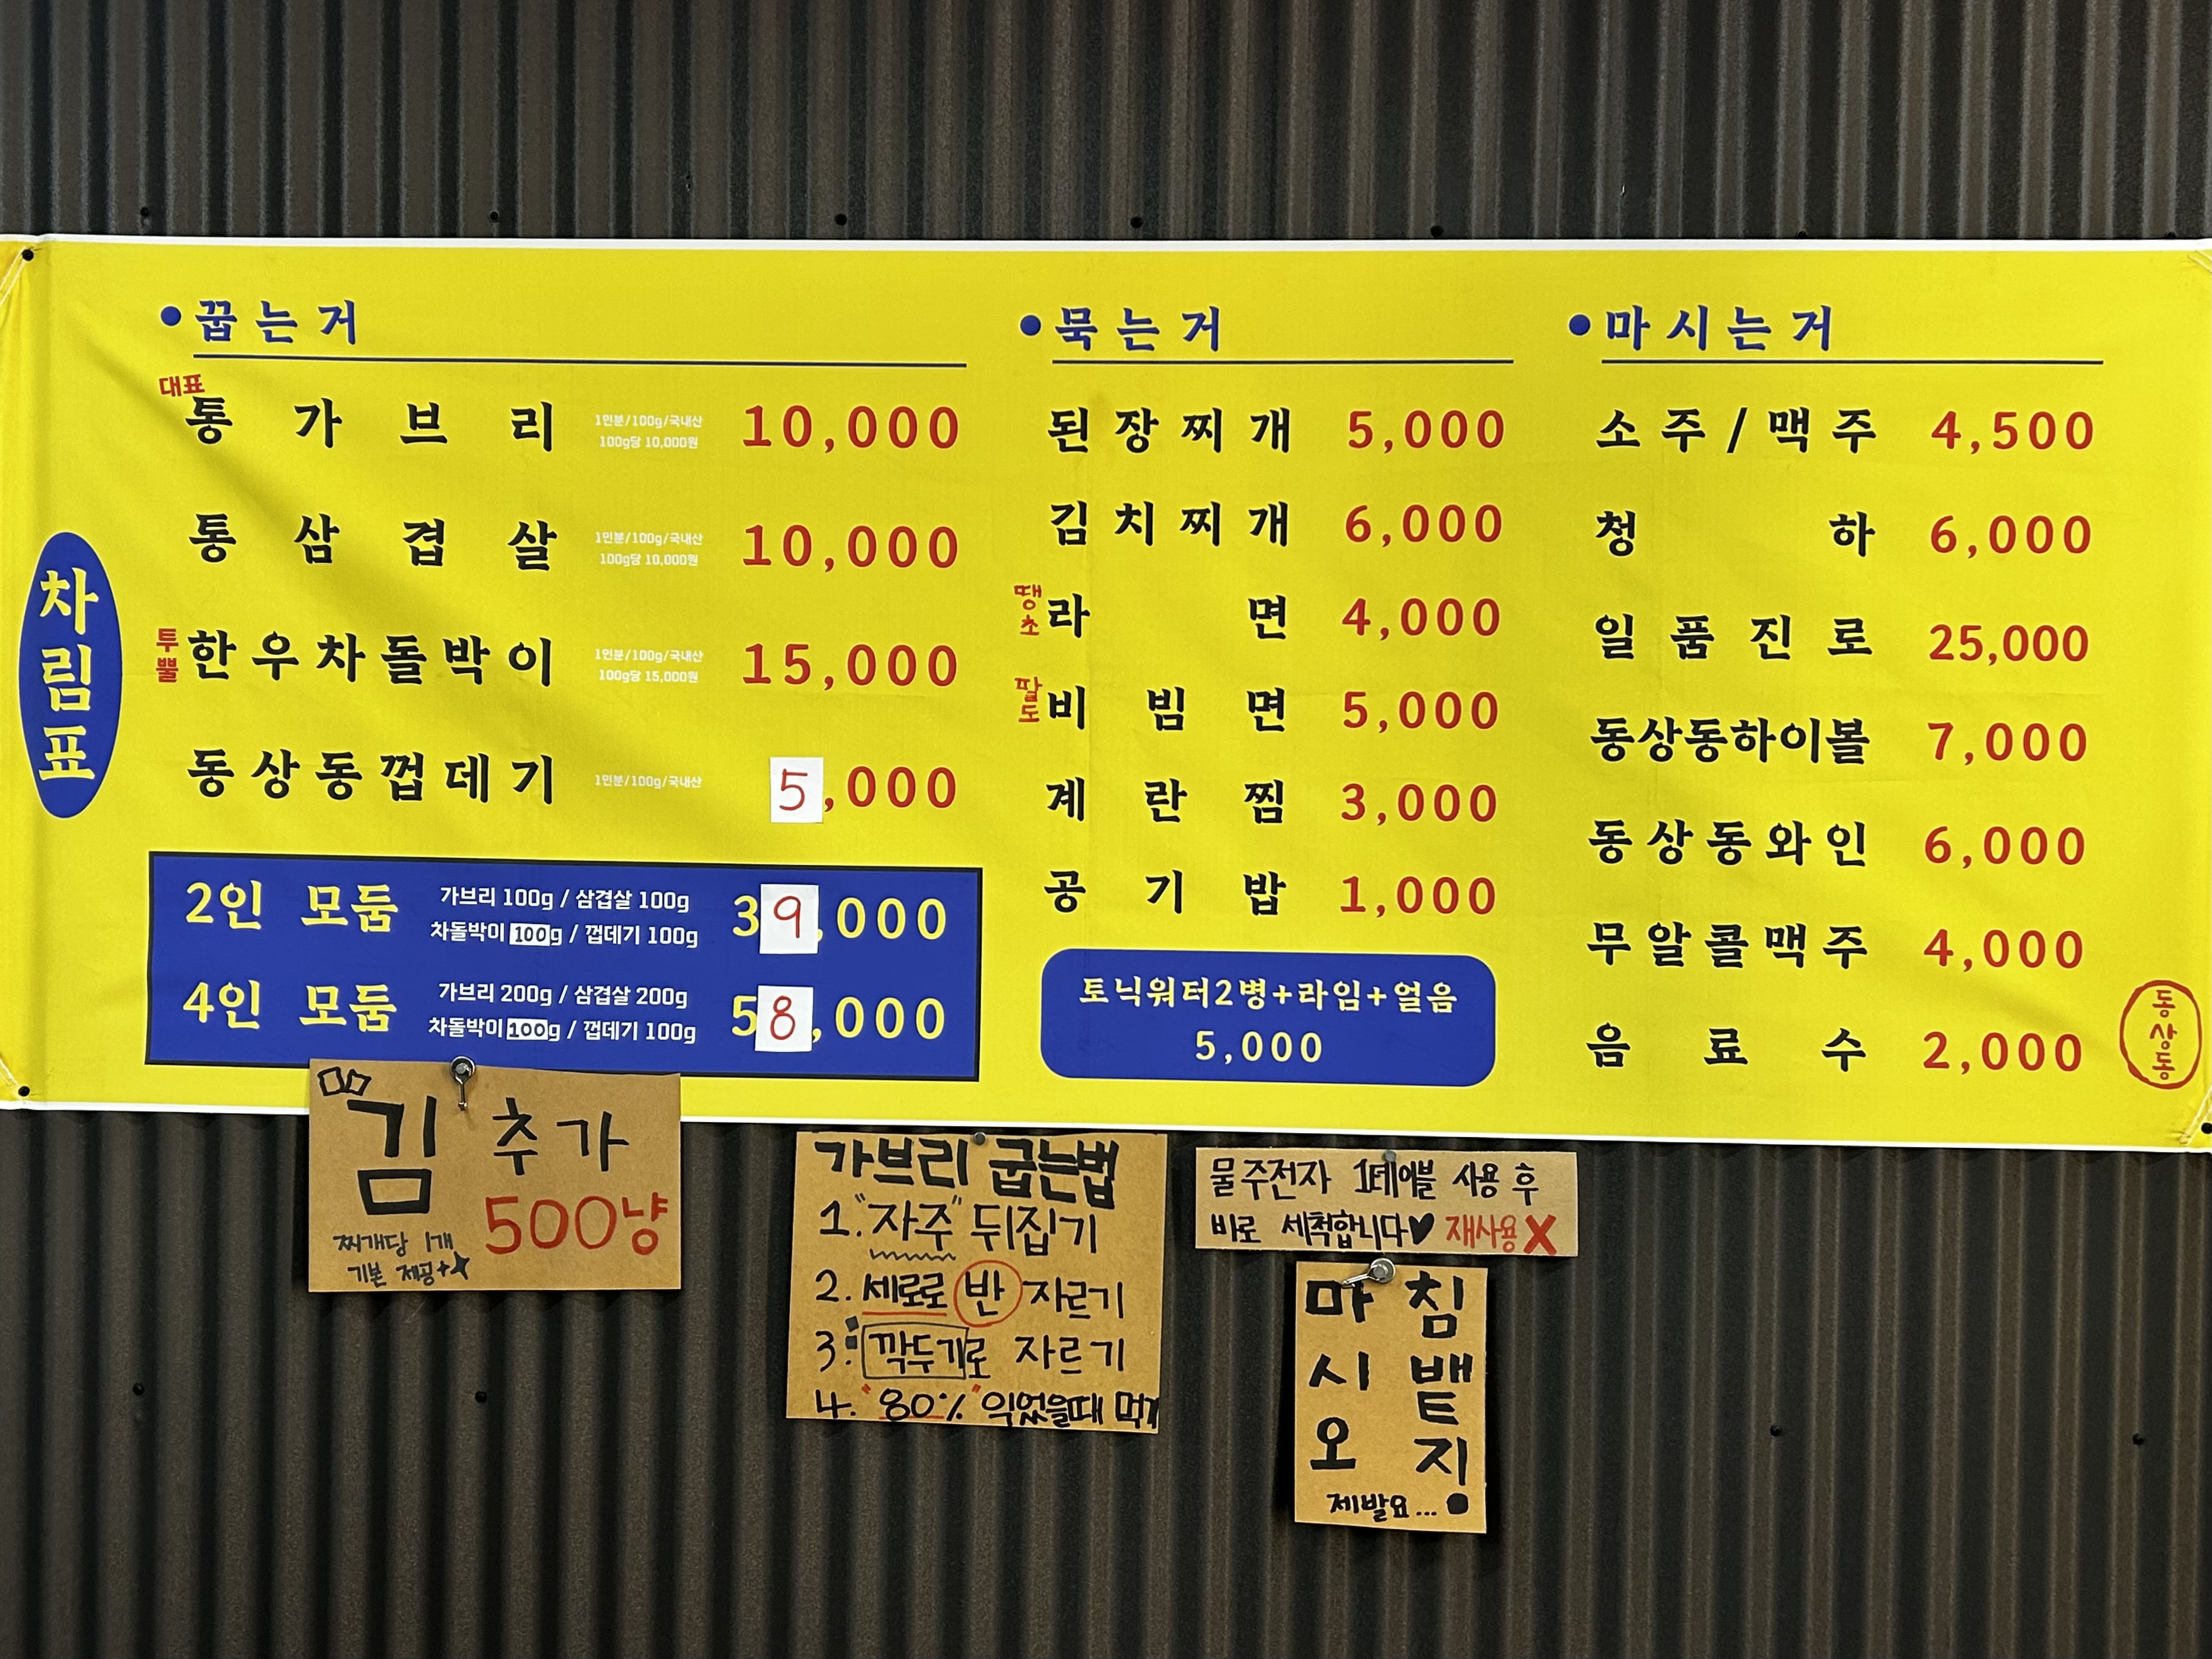 차림표
꿉는거
대표
통가브리 1인분/100g/국내산 100g당 10,000원 10,000
통삼겹살 1인분/100g/국내산 100g당 10,000원 10,000
투뿔 한우차돌박이 1인분/100g/국내산 100g당 15,000원 15,000
동상동껍데기 1인분/100g/국내산 5,000
2인 모둠 가브리 100g / 삼겹살 100g 39,000
차돌박이 100g / 껍데기 100g
4인 모둠 가브리 200g / 삼겹살 200g 58,000
차돌박이 100g / 껍데기 100g
묵는거
된장찌개 5,000
김치찌개 6,000
땡초 라면 4,000
팔도 비빔면 5,000
계란찜 3,000
공기밥 1,000
토닉워터2병+라임+얼음
5,000
마시는거
소주/맥주 4,500
청하 6,000
일품진로 25,000
동상동하이볼 7,000
동상동와인 6,000
무알콜맥주 4,000
음료수 2,000
동상동
김 추가
500냥
찌개당 1개
기본 제공+
가브리 굽는법
1. "자주" 뒤집기
2. 세로로 반 자르기
3. 깍두기로 자르기
4. "80%" 익었을때 먹기
물주전자 1테이블 사용 후
바로 세척합니다♥ 재사용 X
침뱉지
마시오
제발요...